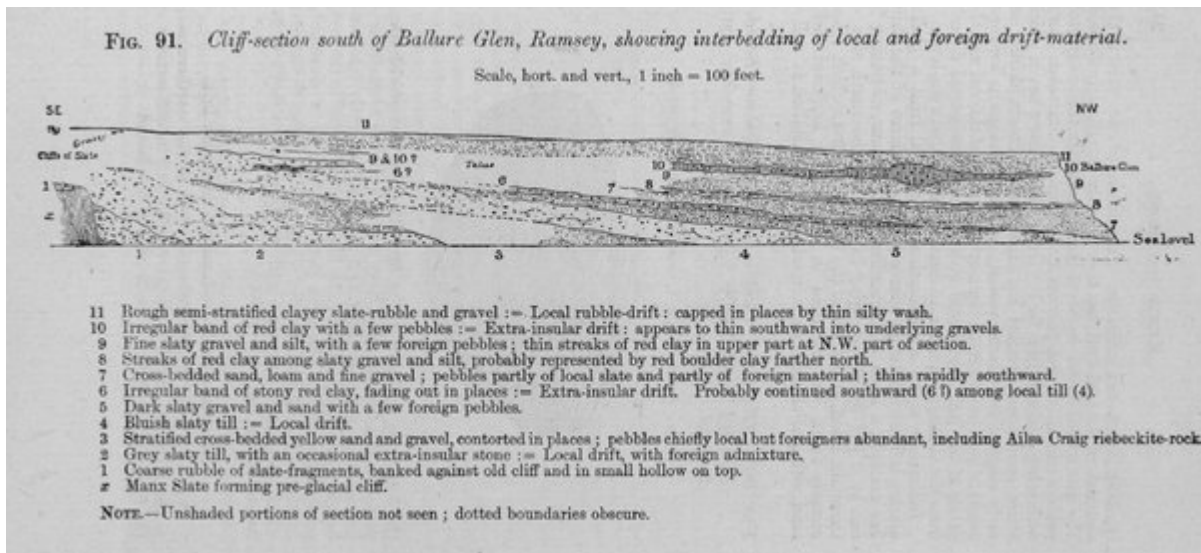 FIG. 91. Cliff-section south of Ballure Glen, Ramsey, showing interbedding of local and foreign drift-material.
Scale, hort. and vert., 1 inch = 100 feet.
SE NW
11
Gravel
Cliffs of Slate
9 & 10 ?
6 ?
Talus
10
9
11
10 Ballure Glen
9
1
6
7
8
8
x
7
Sea level
1 2 3 4 5
11 Rough semi-stratified clayey slate-rubble and gravel := Local rubble-drift : capped in places by thin silty wash.
10 Irregular band of red clay with a few pebbles := Extra-insular drift : appears to thin southward into underlying gravels.
9 Fine slaty gravel and silt, with a few foreign pebbles ; thin streaks of red clay in upper part at N.W. part of section.
8 Streaks of red clay among slaty gravel and silt, probably represented by red boulder clay farther north.
7 Cross-bedded sand, loam and fine gravel ; pebbles partly of local slate and partly of foreign material ; thins rapidly southward.
6 Irregular band of stony red clay, fading out in places := Extra-insular drift. Probably continued southward (6 ?) among local till (4).
5 Dark slaty gravel and sand with a few foreign pebbles.
4 Bluish slaty till := Local drift.
3 Stratified cross-bedded yellow sand and gravel, contorted in places ; pebbles chiefly local but foreigners abundant, including Ailsa Craig riebeckite-rock
2 Grey slaty till, with an occasional extra-insular stone := Local drift, with foreign admixture.
1 Coarse rubble of slate-fragments, banked against old cliff and in small hollow on top.
x Manx Slate forming pre-glacial cliff.
NOTE.—Unshaded portions of section not seen ; dotted boundaries obscure.